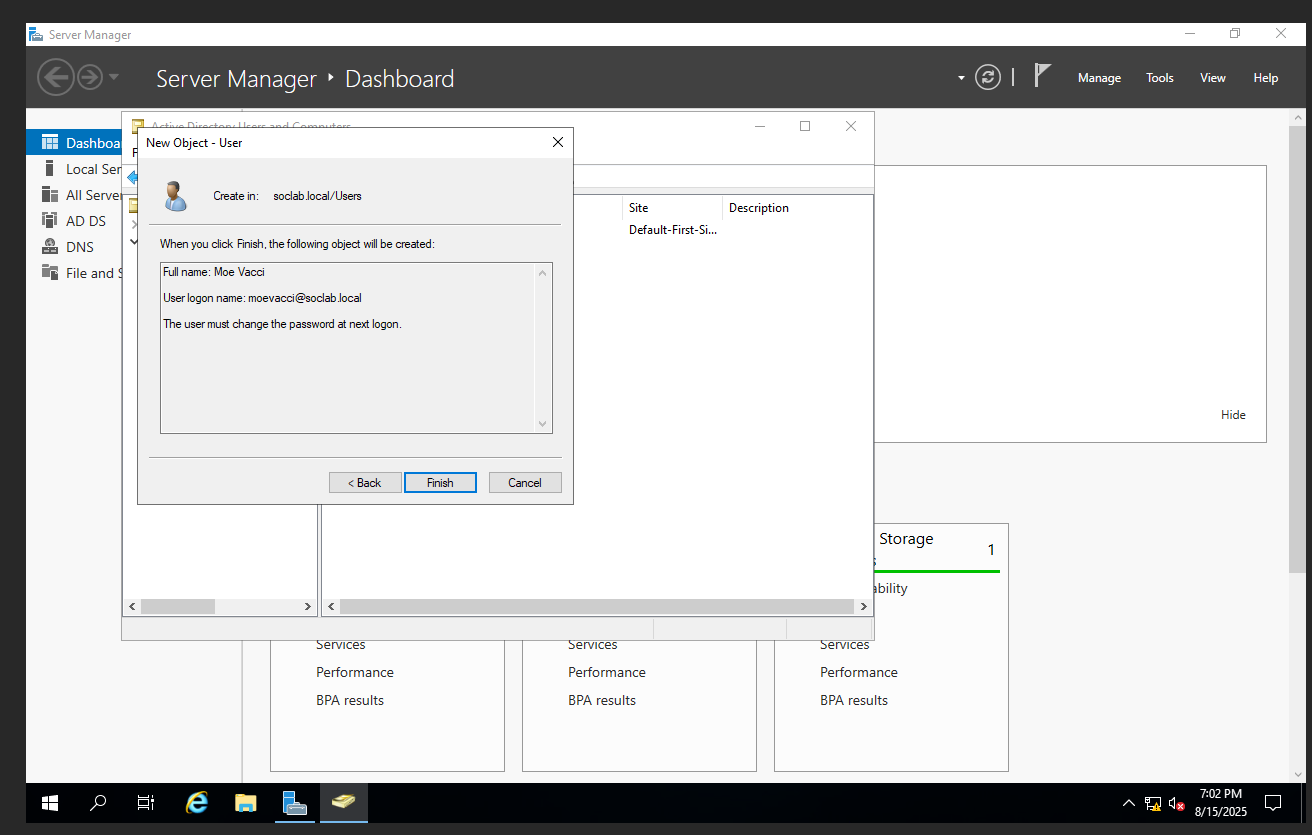 Server Manager
Server Manager ‣ Dashboard
Manage Tools View Help
Active Directory Users and Computers
New Object - User
Create in: soclab.local/Users
When you click Finish, the following object will be created:
Full name: Moe Vacci
User logon name: moevacci@soclab.local
The user must change the password at next logon.
< Back Finish Cancel
Dashboa
Local Ser
All Server
AD DS
DNS
File and S
Site Description
Default-First-Si...
Hide
Storage 1
ability
Services Services Services
Performance Performance Performance
BPA results BPA results BPA results
7:02 PM
8/15/2025